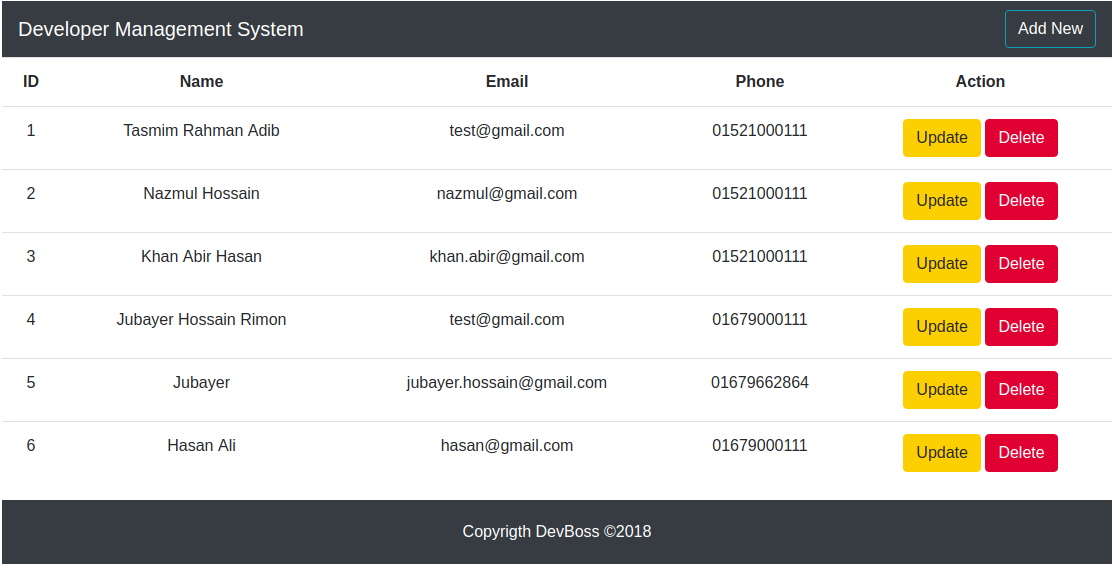 Developer Management System Add New
ID Name Email Phone Action
1 Tasmim Rahman Adib test@gmail.com 01521000111 Update Delete
2 Nazmul Hossain nazmul@gmail.com 01521000111 Update Delete
3 Khan Abir Hasan khan.abir@gmail.com 01521000111 Update Delete
4 Jubayer Hossain Rimon test@gmail.com 01679000111 Update Delete
5 Jubayer jubayer.hossain@gmail.com 01679662864 Update Delete
6 Hasan Ali hasan@gmail.com 01679000111 Update Delete
Copyrigth DevBoss ©2018